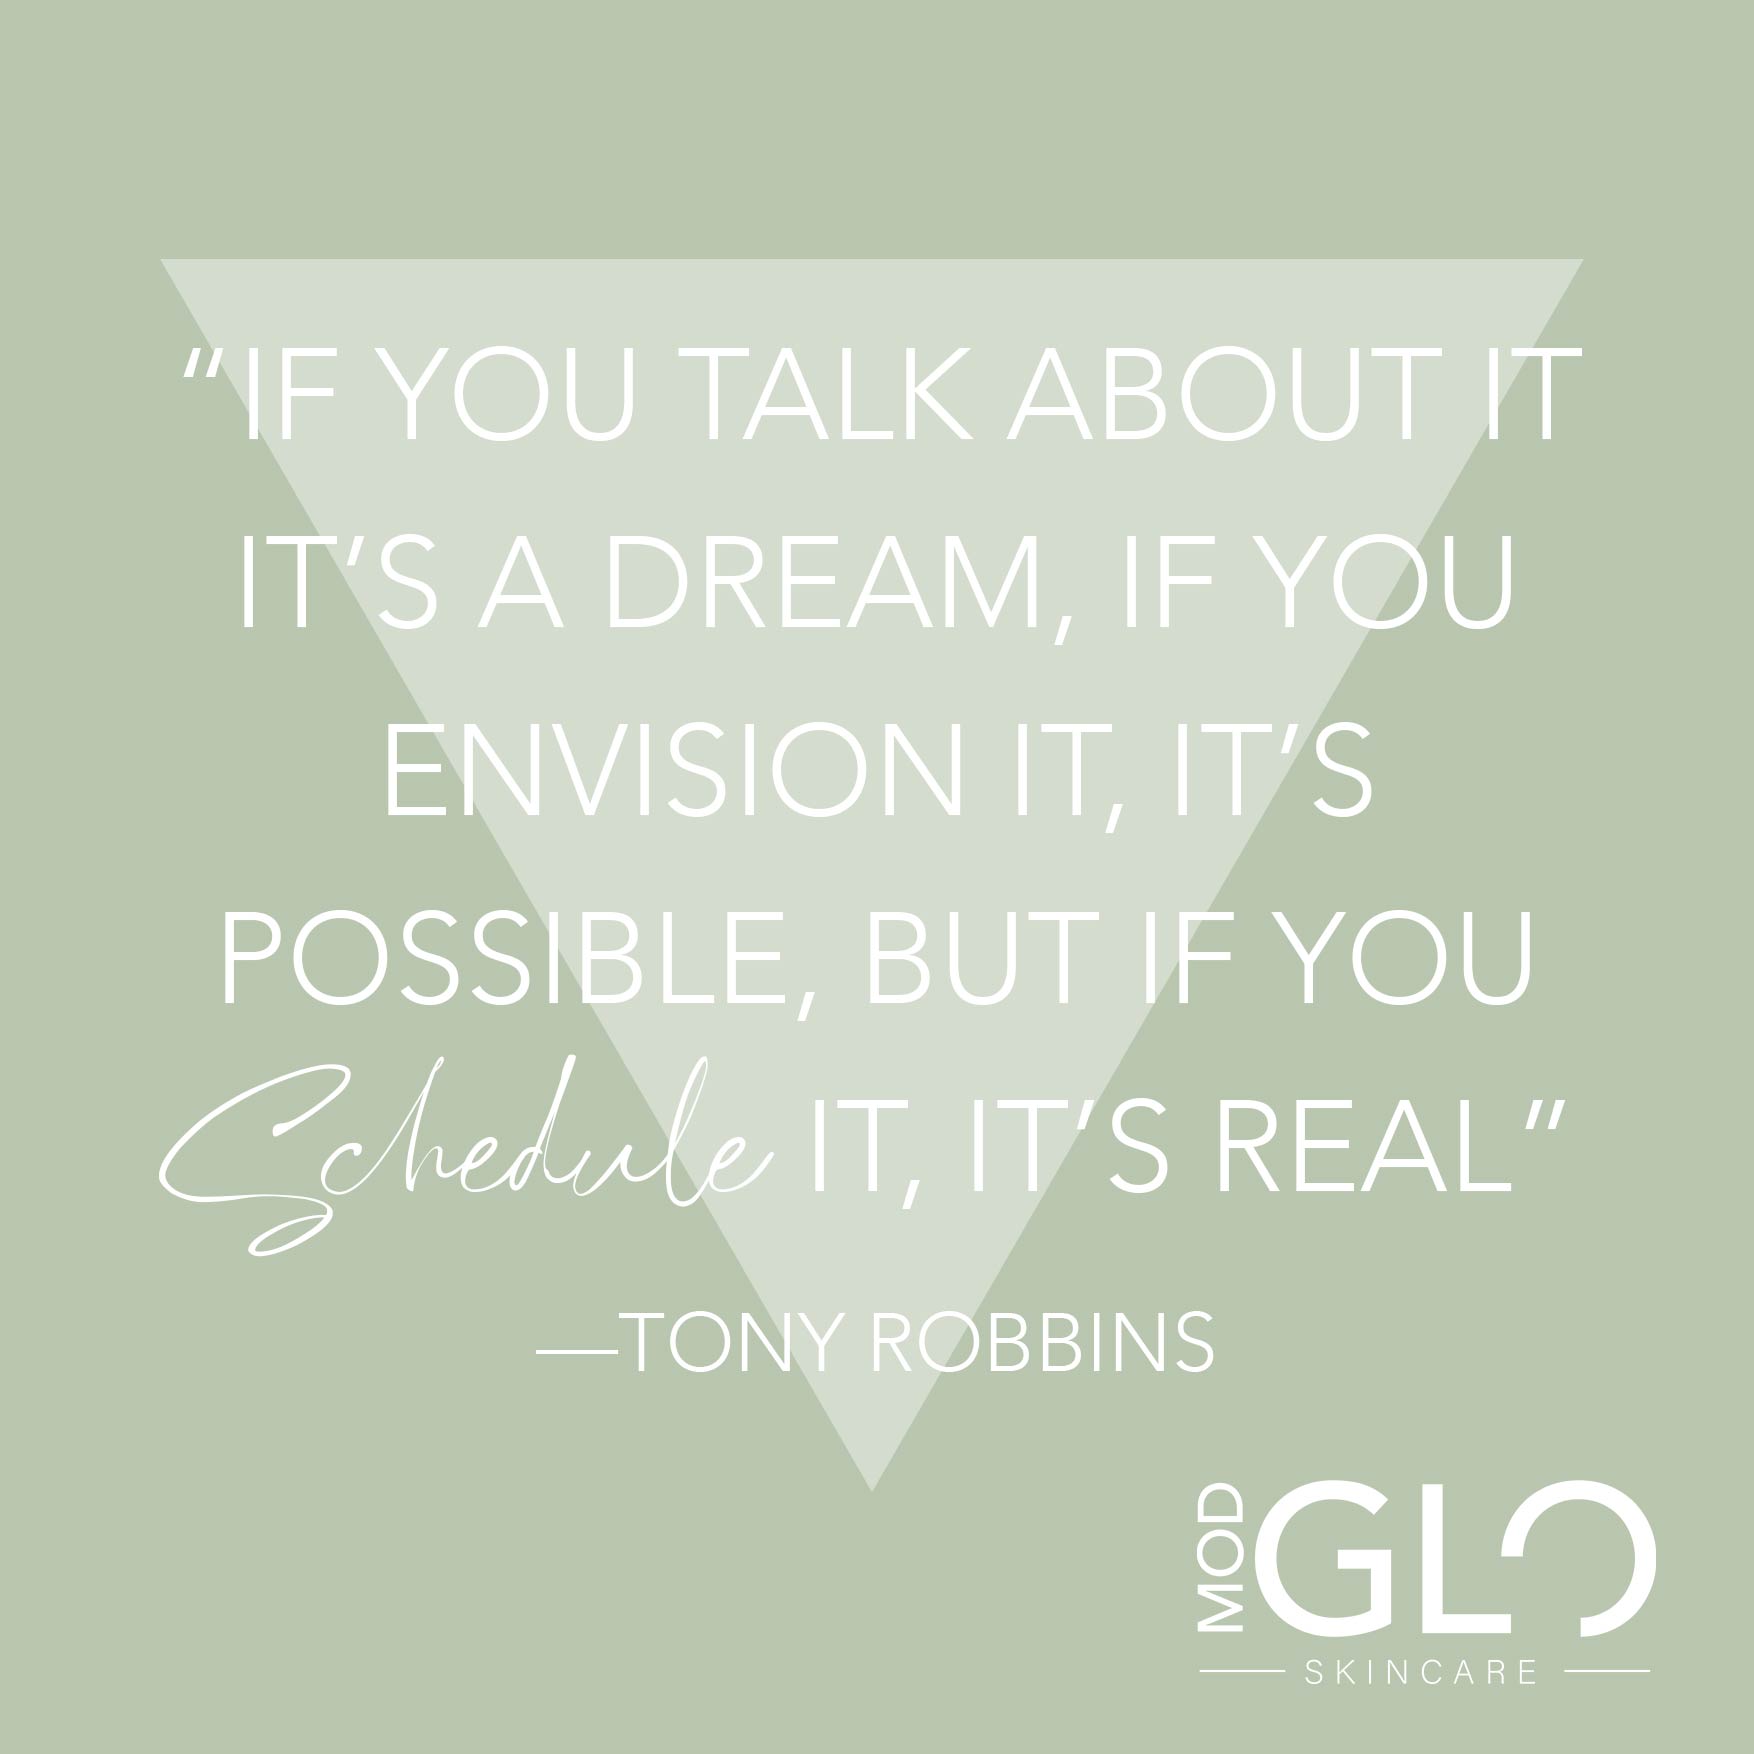 “IF YOU TALK ABOUT IT
IT’S A DREAM, IF YOU
ENVISION IT, IT’S
POSSIBLE, BUT IF YOU
Schedule IT, IT’S REAL”
—TONY ROBBINS
MOD GLO
SKINCARE